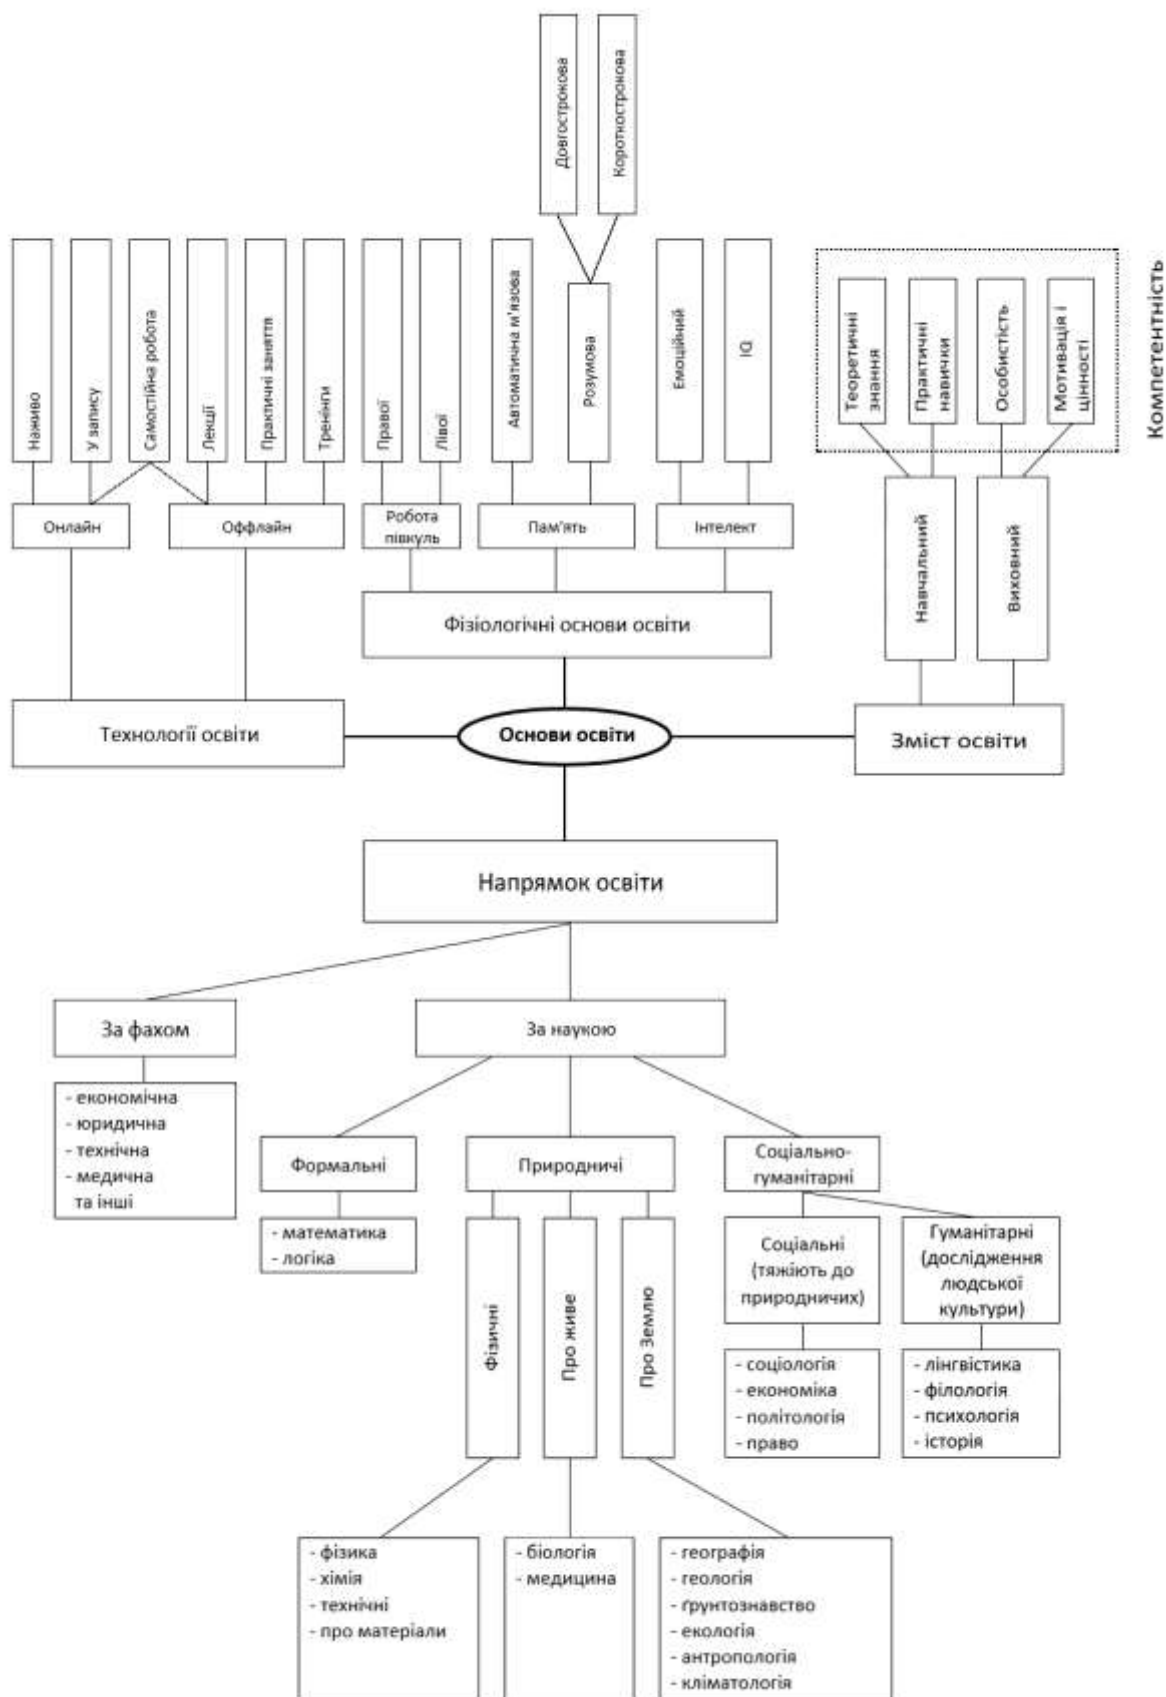 Довгострокова
Короткострокова
Наживо
У запису
Самостійна робота
Лекції
Практичні заняття
Тренінги
Правої
Лівої
Автоматична м'язова
Розумова
Емоційний
IQ
Теоретичні
знання
Практичні
навички
Особистість
Мотивація і
цінності
Компетентність
Онлайн
Оффлайн
Робота
півкуль
Пам'ять
Інтелект
Навчальний
Виховний
Фізіологічні основи освіти
Технології освіти
Основи освіти
Зміст освіти
Напрямок освіти
За фахом
За наукою
- економічна
- юридична
- технічна
- медична
та інші
Формальні
Природничі
Соціально-
гуманітарні
- математика
- логіка
Фізичні
Про живе
Про Землю
Соціальні
(тяжіють до
природничих)
Гуманітарні
(дослідження
людської
культури)
- соціологія
- економіка
- політологія
- право
- лінгвістика
- філологія
- психологія
- історія
- фізика
- хімія
- технічні
- про матеріали
- біологія
- медицина
- географія
- геологія
- ґрунтознавство
- екологія
- антропологія
- кліматологія